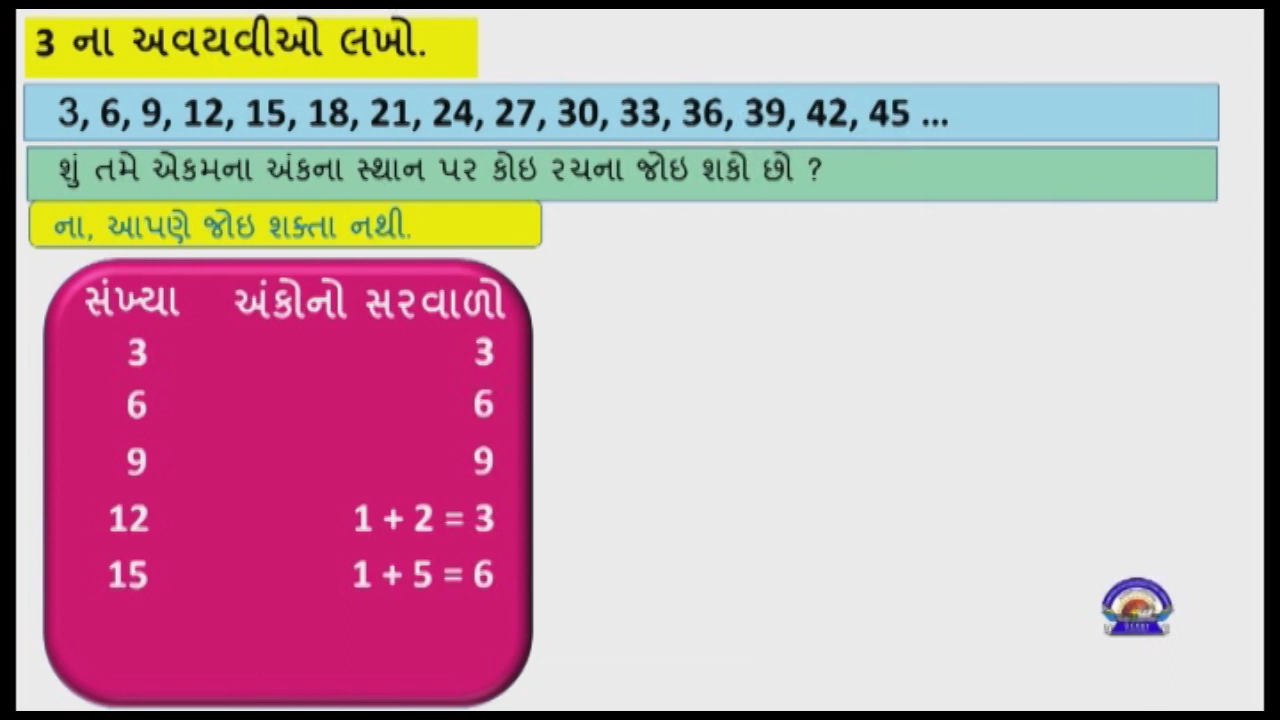 3 ના અવયવીઓ લખો.
3, 6, 9, 12, 15, 18, 21, 24, 27, 30, 33, 36, 39, 42, 45 ...
શું તમે એકમના અંકના સ્થાન પર કોઇ રચના જોઇ શકો છો ?
ના, આપણે જોઇ શક્તા નથી.
સંખ્યા અંકોનો સરવાળો
3 3
6 6
9 9
12 1 + 2 = 3
15 1 + 5 = 6